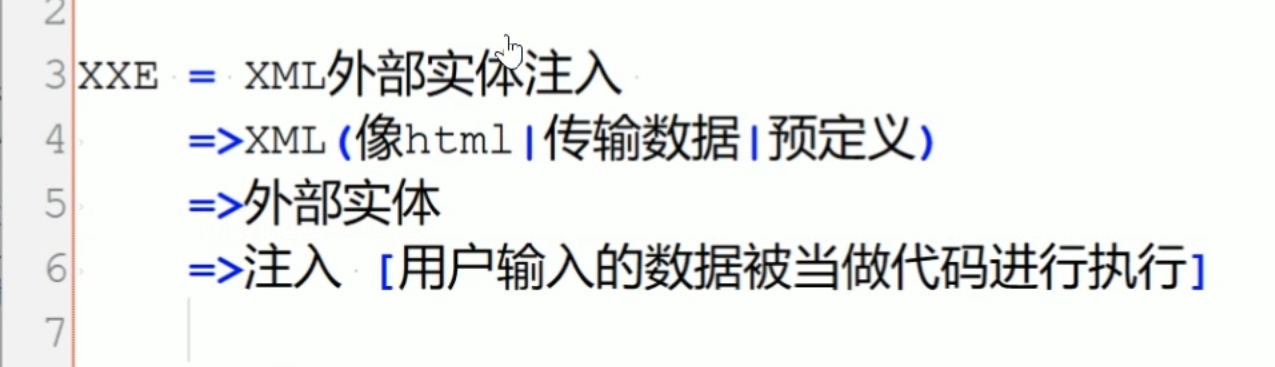 2
3 XXE = XML外部实体注入
4 =>XML(像html|传输数据|预定义)
5 =>外部实体
6 =>注入 [用户输入的数据被当做代码进行执行]
7